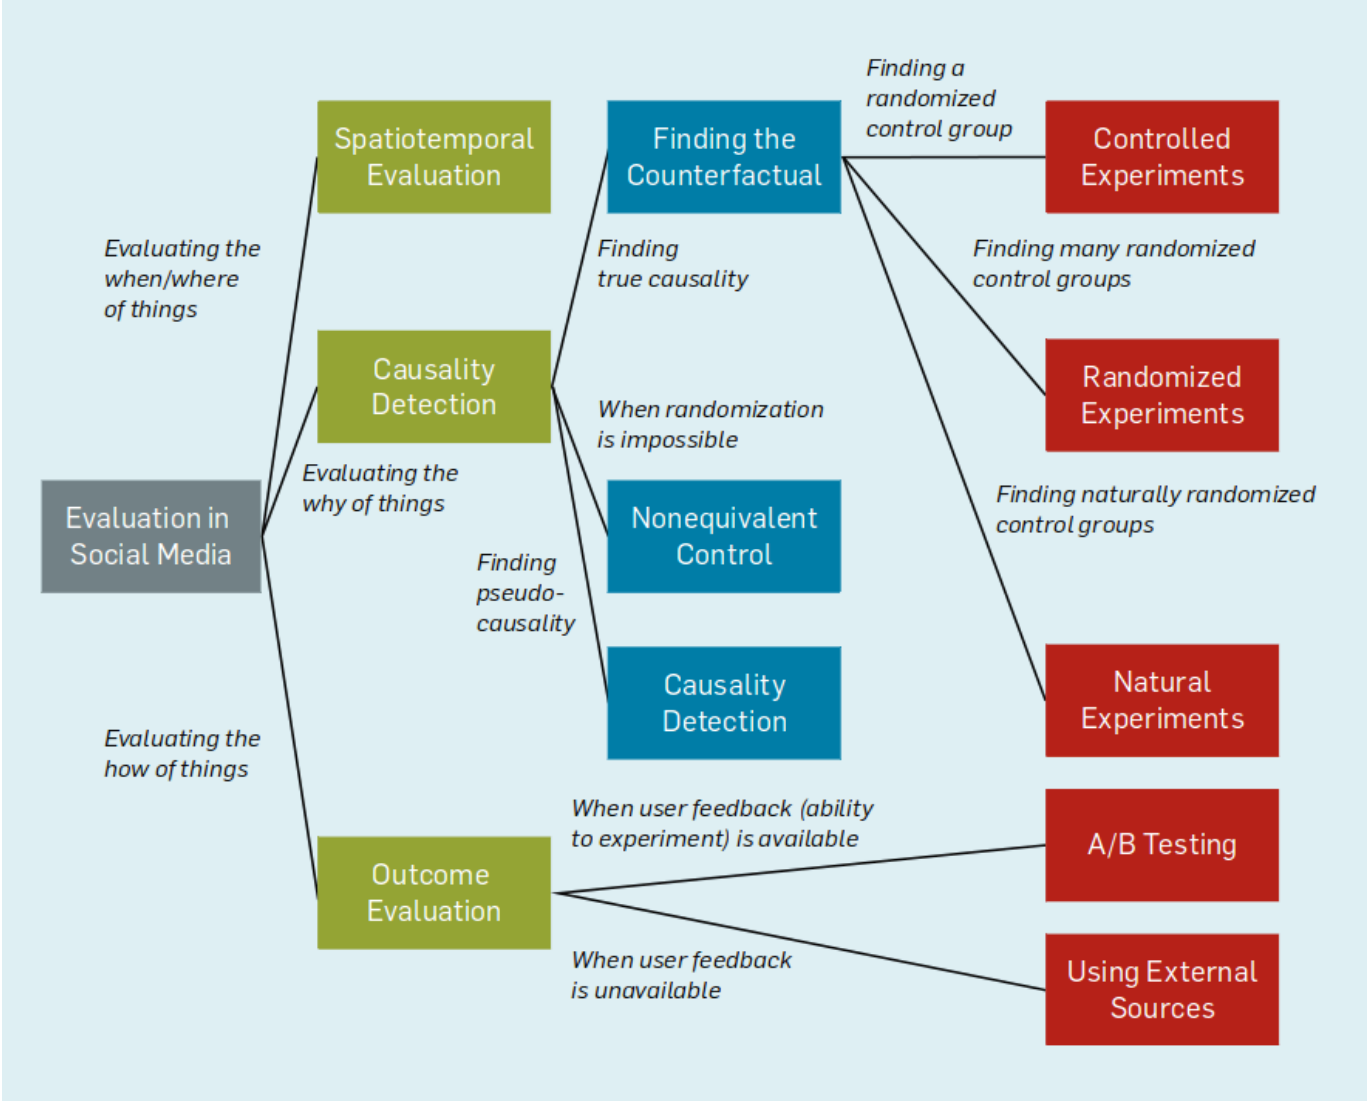 Finding a
randomized
control group
Spatiotemporal
Evaluation
Finding the
Counterfactual
Controlled
Experiments
Evaluating the
when/where
of things
Finding
true causality
Finding many randomized
control groups
Causality
Detection
When randomization
is impossible
Randomized
Experiments
Evaluating the
why of things
Evaluation in
Social Media
Nonequivalent
Control
Finding naturally randomized
control groups
Finding
pseudo-
causality
Causality
Detection
Natural
Experiments
Evaluating the
how of things
When user feedback (ability
to experiment) is available
A/B Testing
Outcome
Evaluation
When user feedback
is unavailable
Using External
Sources